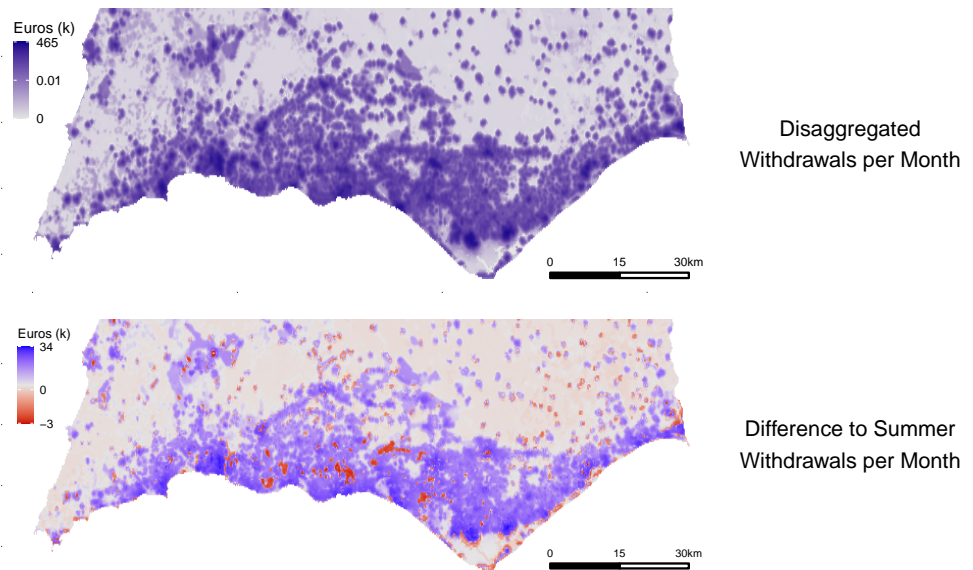 Euros (k)
465
0.01
0
Disaggregated
Withdrawals per Month
0 15 30km
Euros (k)
34
0
−3
Difference to Summer
Withdrawals per Month
0 15 30km